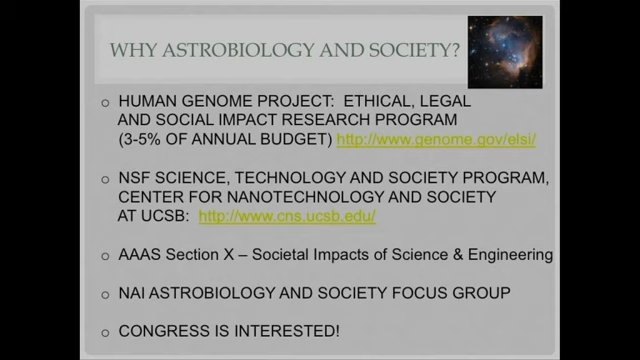 WHY ASTROBIOLOGY AND SOCIETY?
o HUMAN GENOME PROJECT: ETHICAL, LEGAL
AND SOCIAL IMPACT RESEARCH PROGRAM
(3-5% OF ANNUAL BUDGET) http://www.genome.gov/elsi/
o NSF SCIENCE, TECHNOLOGY AND SOCIETY PROGRAM,
CENTER FOR NANOTECHNOLOGY AND SOCIETY
AT UCSB: http://www.cns.ucsb.edu/
o AAAS Section X – Societal Impacts of Science & Engineering
o NAI ASTROBIOLOGY AND SOCIETY FOCUS GROUP
o CONGRESS IS INTERESTED!